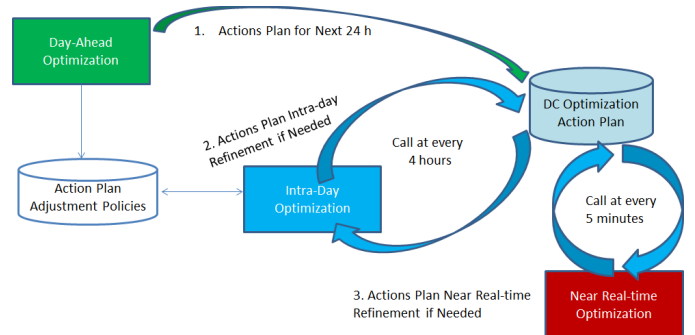 Day-Ahead
Optimization
1. Actions Plan for Next 24 h
DC Optimization
Action Plan
2. Actions Plan Intra-day
Refinement if Needed
Call at every
4 hours
Action Plan
Adjustment Policies
Intra-Day
Optimization
Call at every
5 minutes
3. Actions Plan Near Real-time
Refinement if Needed
Near Real-time
Optimization